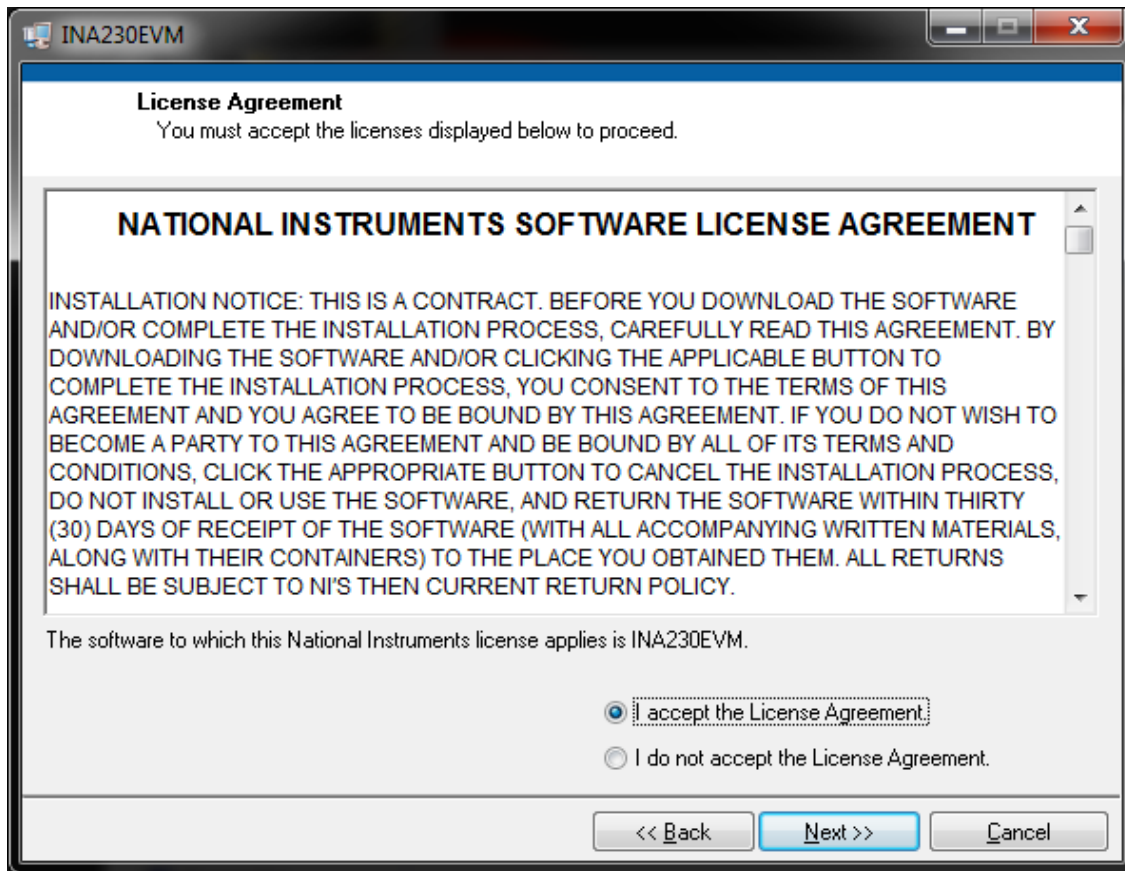 INA230EVM
License Agreement
You must accept the licenses displayed below to proceed.
NATIONAL INSTRUMENTS SOFTWARE LICENSE AGREEMENT
INSTALLATION NOTICE: THIS IS A CONTRACT. BEFORE YOU DOWNLOAD THE SOFTWARE
AND/OR COMPLETE THE INSTALLATION PROCESS, CAREFULLY READ THIS AGREEMENT. BY
DOWNLOADING THE SOFTWARE AND/OR CLICKING THE APPLICABLE BUTTON TO
COMPLETE THE INSTALLATION PROCESS, YOU CONSENT TO THE TERMS OF THIS
AGREEMENT AND YOU AGREE TO BE BOUND BY THIS AGREEMENT. IF YOU DO NOT WISH TO
BECOME A PARTY TO THIS AGREEMENT AND BE BOUND BY ALL OF ITS TERMS AND
CONDITIONS, CLICK THE APPROPRIATE BUTTON TO CANCEL THE INSTALLATION PROCESS,
DO NOT INSTALL OR USE THE SOFTWARE, AND RETURN THE SOFTWARE WITHIN THIRTY
(30) DAYS OF RECEIPT OF THE SOFTWARE (WITH ALL ACCOMPANYING WRITTEN MATERIALS,
ALONG WITH THEIR CONTAINERS) TO THE PLACE YOU OBTAINED THEM. ALL RETURNS
SHALL BE SUBJECT TO NI'S THEN CURRENT RETURN POLICY.
The software to which this National Instruments license applies is INA230EVM.
I accept the License Agreement.
I do not accept the License Agreement.
<< Back Next >> Cancel